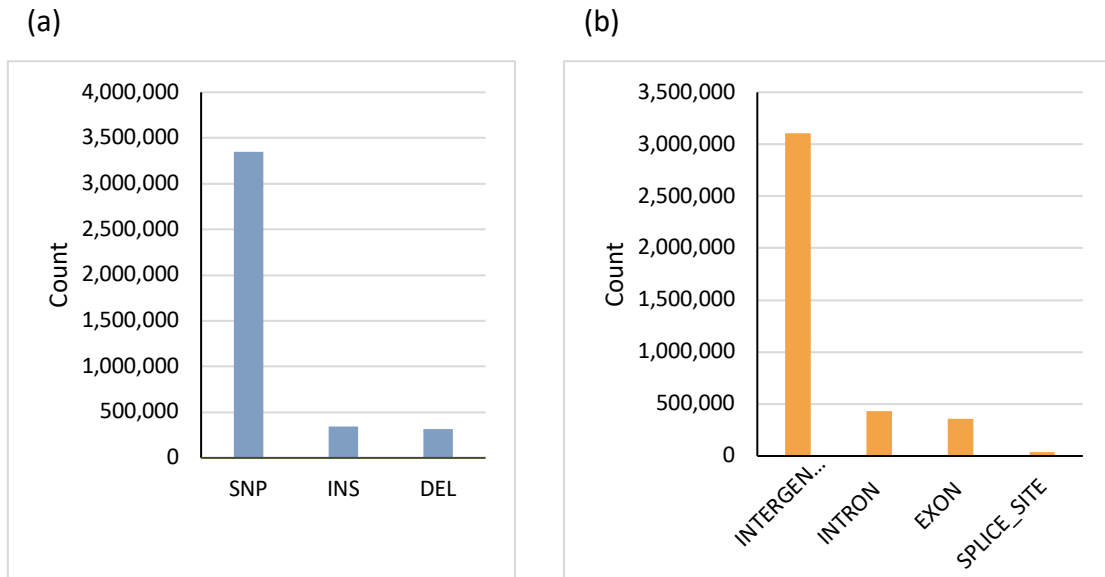 (a)
Count
4,000,000
3,500,000
3,000,000
2,500,000
2,000,000
1,500,000
1,000,000
500,000
0
SNP
INS
DEL
(b)
Count
3,500,000
3,000,000
2,500,000
2,000,000
1,500,000
1,000,000
500,000
0
INTERGEN...
INTRON
EXON
SPLICE_SITE